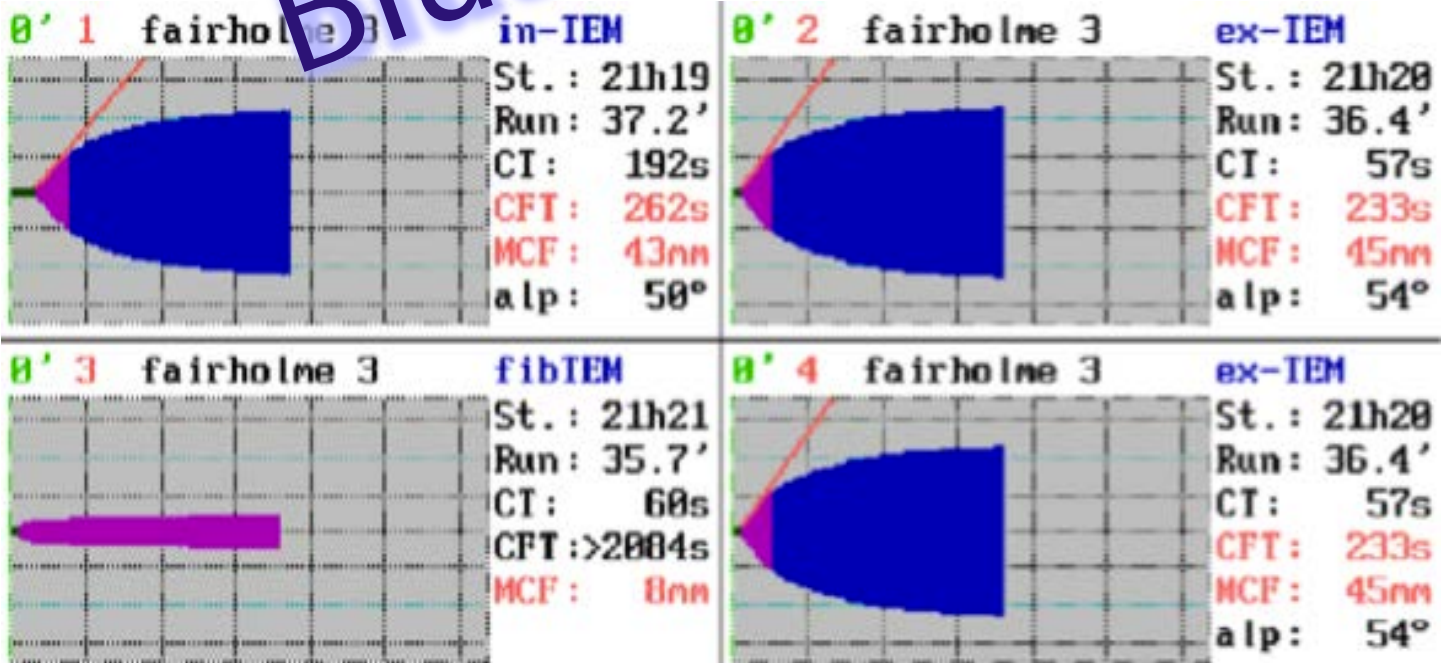 0' 1 fairholme 3 in-TEM
St.: 21h19
Run: 37.2'
CI: 192s
CFT: 262s
MCF: 43mm
alp: 50°
0' 2 fairholme 3 ex-TEM
St.: 21h20
Run: 36.4'
CT: 57s
CFT: 233s
MCF: 45mm
alp: 54°
0' 3 fairholme 3 fibTEM
St.: 21h21
Run: 35.7'
CT: 60s
CFT:>2084s
MCF: 8mm
0' 4 fairholme 3 ex-TEM
St.: 21h20
Run: 36.4'
CT: 57s
CFT: 233s
MCF: 45mm
alp: 54°